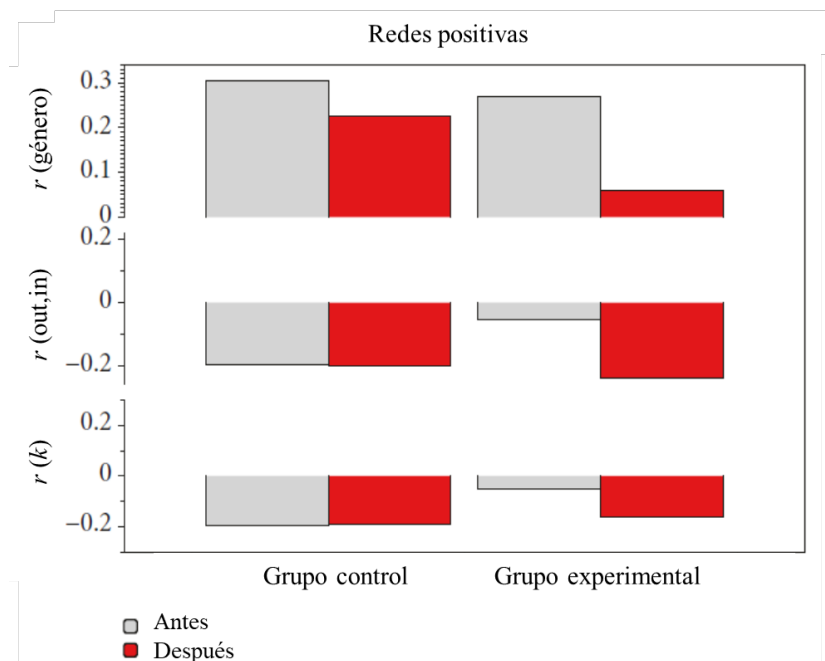 Redes positivas
r (género)
0.3
0.2
0.1
0
r (out,in)
0.2
0
−0.2
r (k)
0.2
0
−0.2
Grupo control
Grupo experimental
Antes
Después